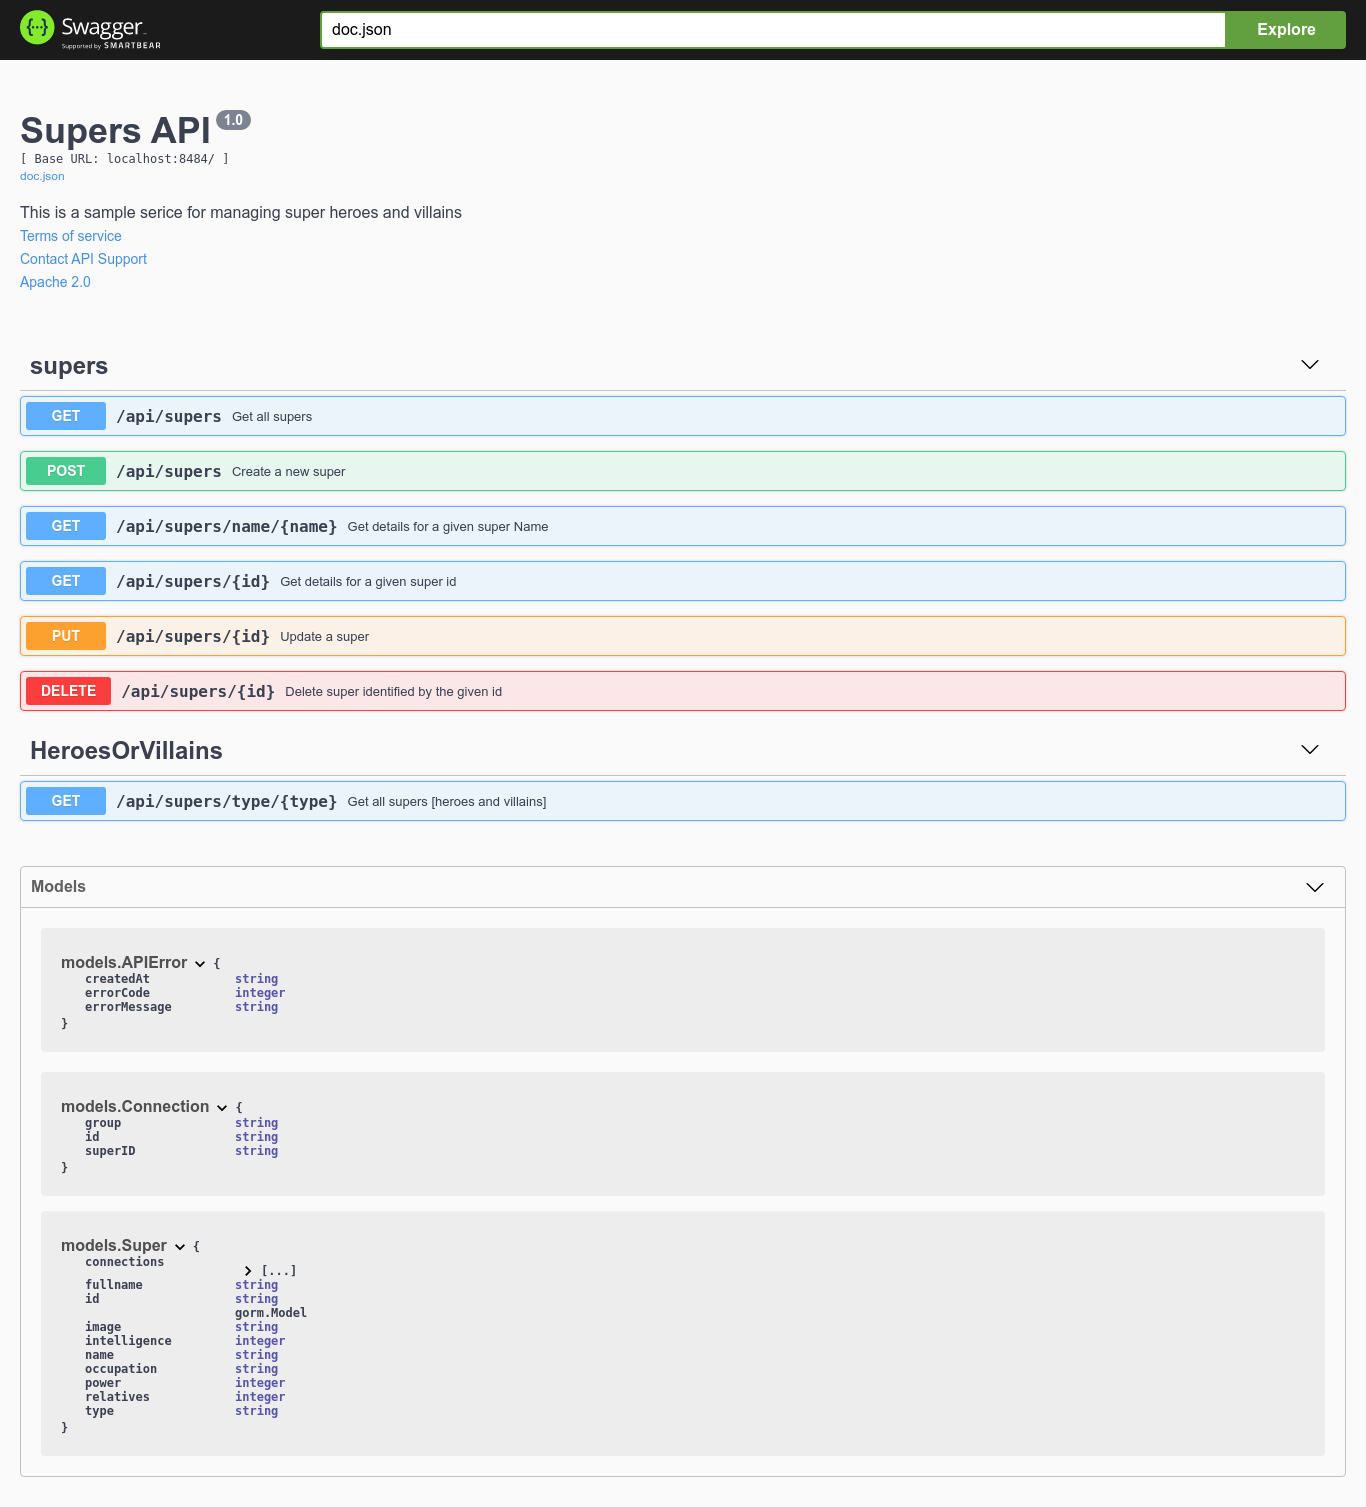 {···} Swagger
Supported by SMARTBEAR
doc.json
Explore
Supers API 1.0
[ Base URL: localhost:8484/ ]
doc.json
This is a sample serice for managing super heroes and villains
Terms of service
Contact API Support
Apache 2.0
supers
GET /api/supers Get all supers
POST /api/supers Create a new super
GET /api/supers/name/{name} Get details for a given super Name
GET /api/supers/{id} Get details for a given super id
PUT /api/supers/{id} Update a super
DELETE /api/supers/{id} Delete super identified by the given id
HeroesOrVillains
GET /api/supers/type/{type} Get all supers [heroes and villains]
Models
models.APIError {
createdAt string
errorCode integer
errorMessage string
}
models.Connection {
group string
id string
superID string
}
models.Super {
connections
[...]
fullname string
id string
gorm.Model
image string
intelligence integer
name string
occupation string
power integer
relatives integer
type string
}